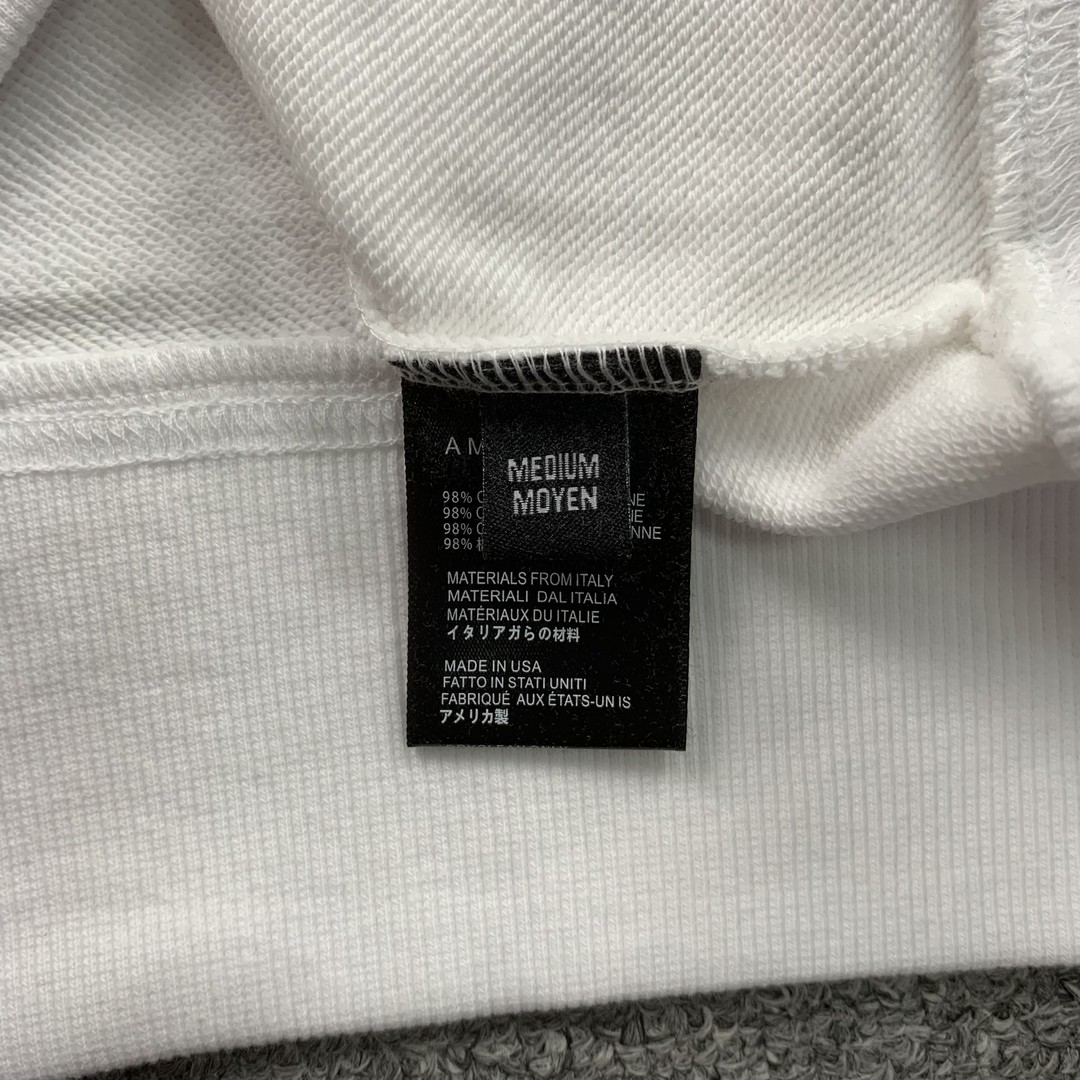 A M
MEDIUM
MOYEN
98% C NE
98% C IE
98% C NNE
98%
MATERIALS FROM ITALY
MATERIALI DAL ITALIA
MATÉRIAUX DU ITALIE
イタリアガらの材料
MADE IN USA
FATTO IN STATI UNITI
FABRIQUÉ AUX ÉTATS-UN IS
アメリカ製